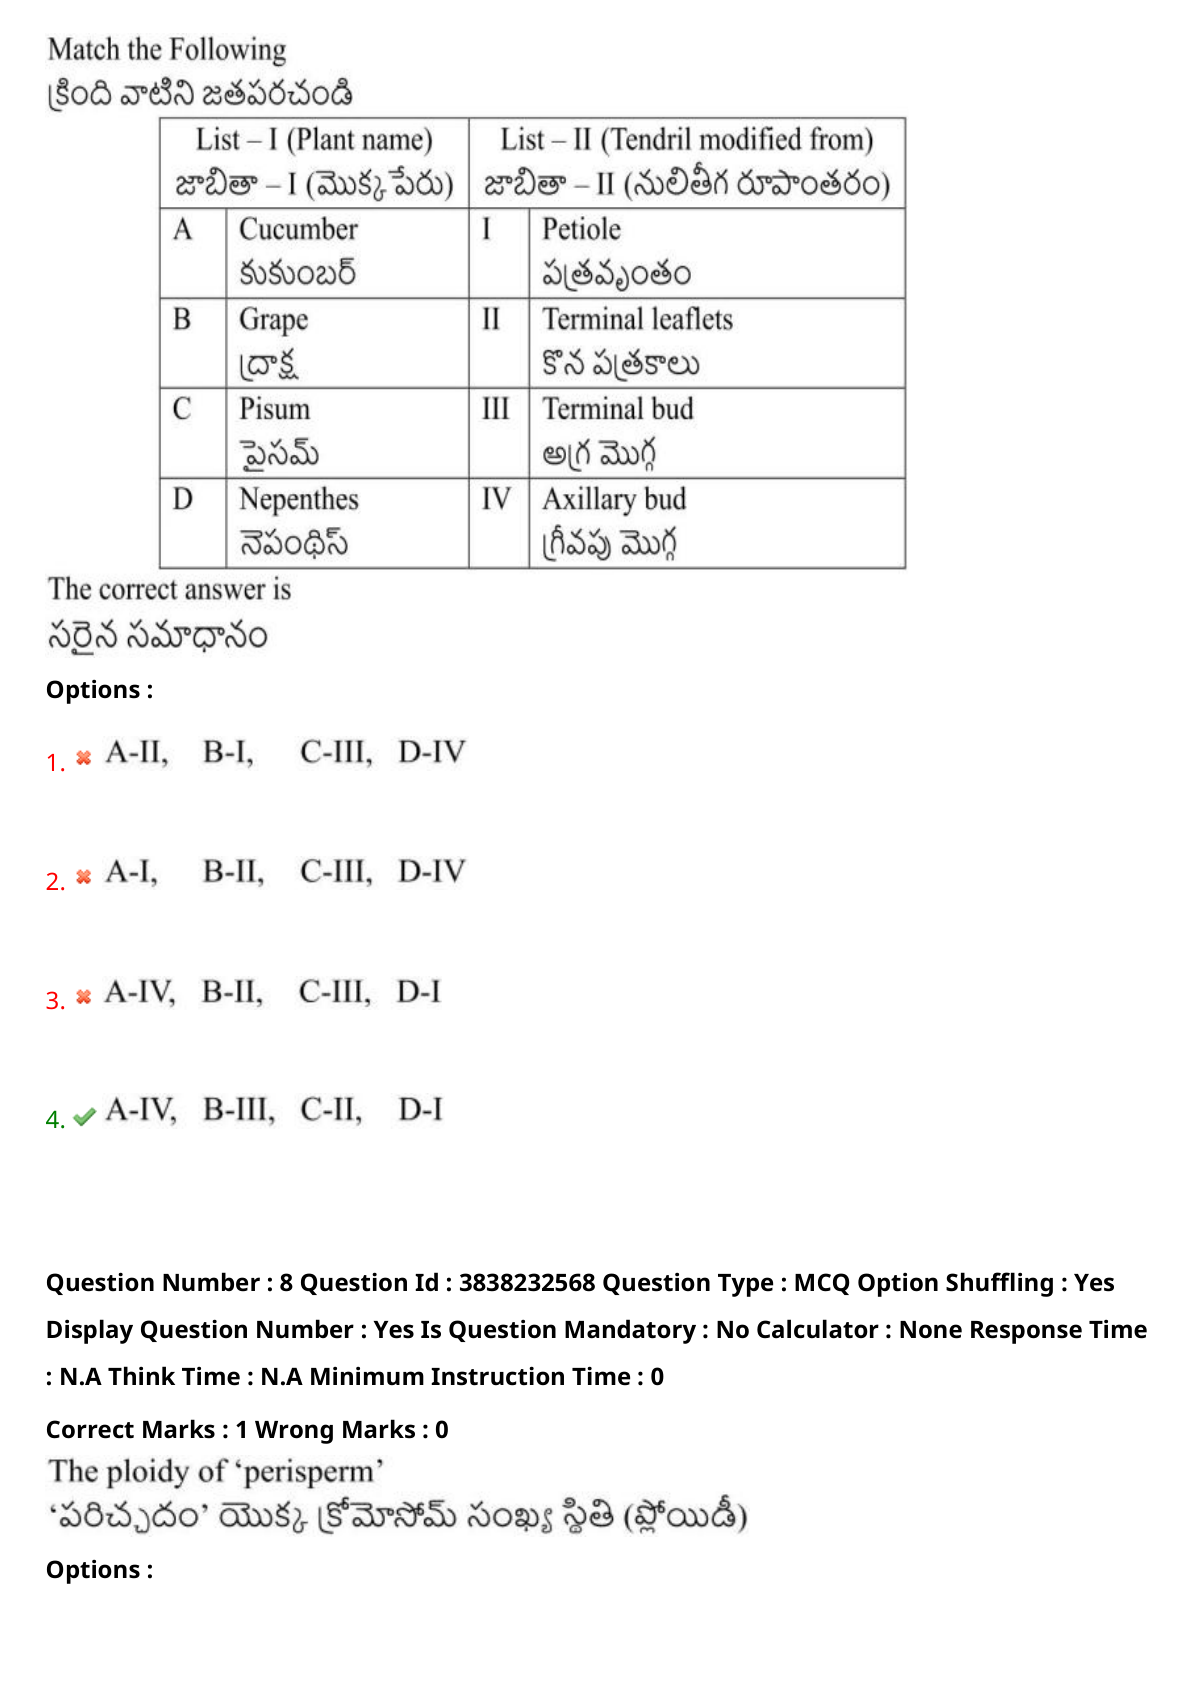 Match the Following
క్రింది వాటిని జతపరచండి
List – I (Plant name) List – II (Tendril modified from)
జాబితా – I (మొక్క పేరు) జాబితా – II (నులితీగ రూపాంతరం)
A Cucumber I Petiole
కుకుంబర్ పత్రవృంతం
B Grape II Terminal leaflets
ద్రాక్ష కొన పత్రకాలు
C Pisum III Terminal bud
పైసమ్ అగ్ర మొగ్గ
D Nepenthes IV Axillary bud
నెపంథిస్ గ్రీవపు మొగ్గ
The correct answer is
సరైన సమాధానం
Options :
1. A-II, B-I, C-III, D-IV
2. A-I, B-II, C-III, D-IV
3. A-IV, B-II, C-III, D-I
4. A-IV, B-III, C-II, D-I
Question Number : 8 Question Id : 3838232568 Question Type : MCQ Option Shuffling : Yes
Display Question Number : Yes Is Question Mandatory : No Calculator : None Response Time
: N.A Think Time : N.A Minimum Instruction Time : 0
Correct Marks : 1 Wrong Marks : 0
The ploidy of ‘perisperm’
‘పరిచ్ఛదం’ యొక్క క్రోమోసోమ్ సంఖ్య స్థితి (ప్లోయిడీ)
Options :